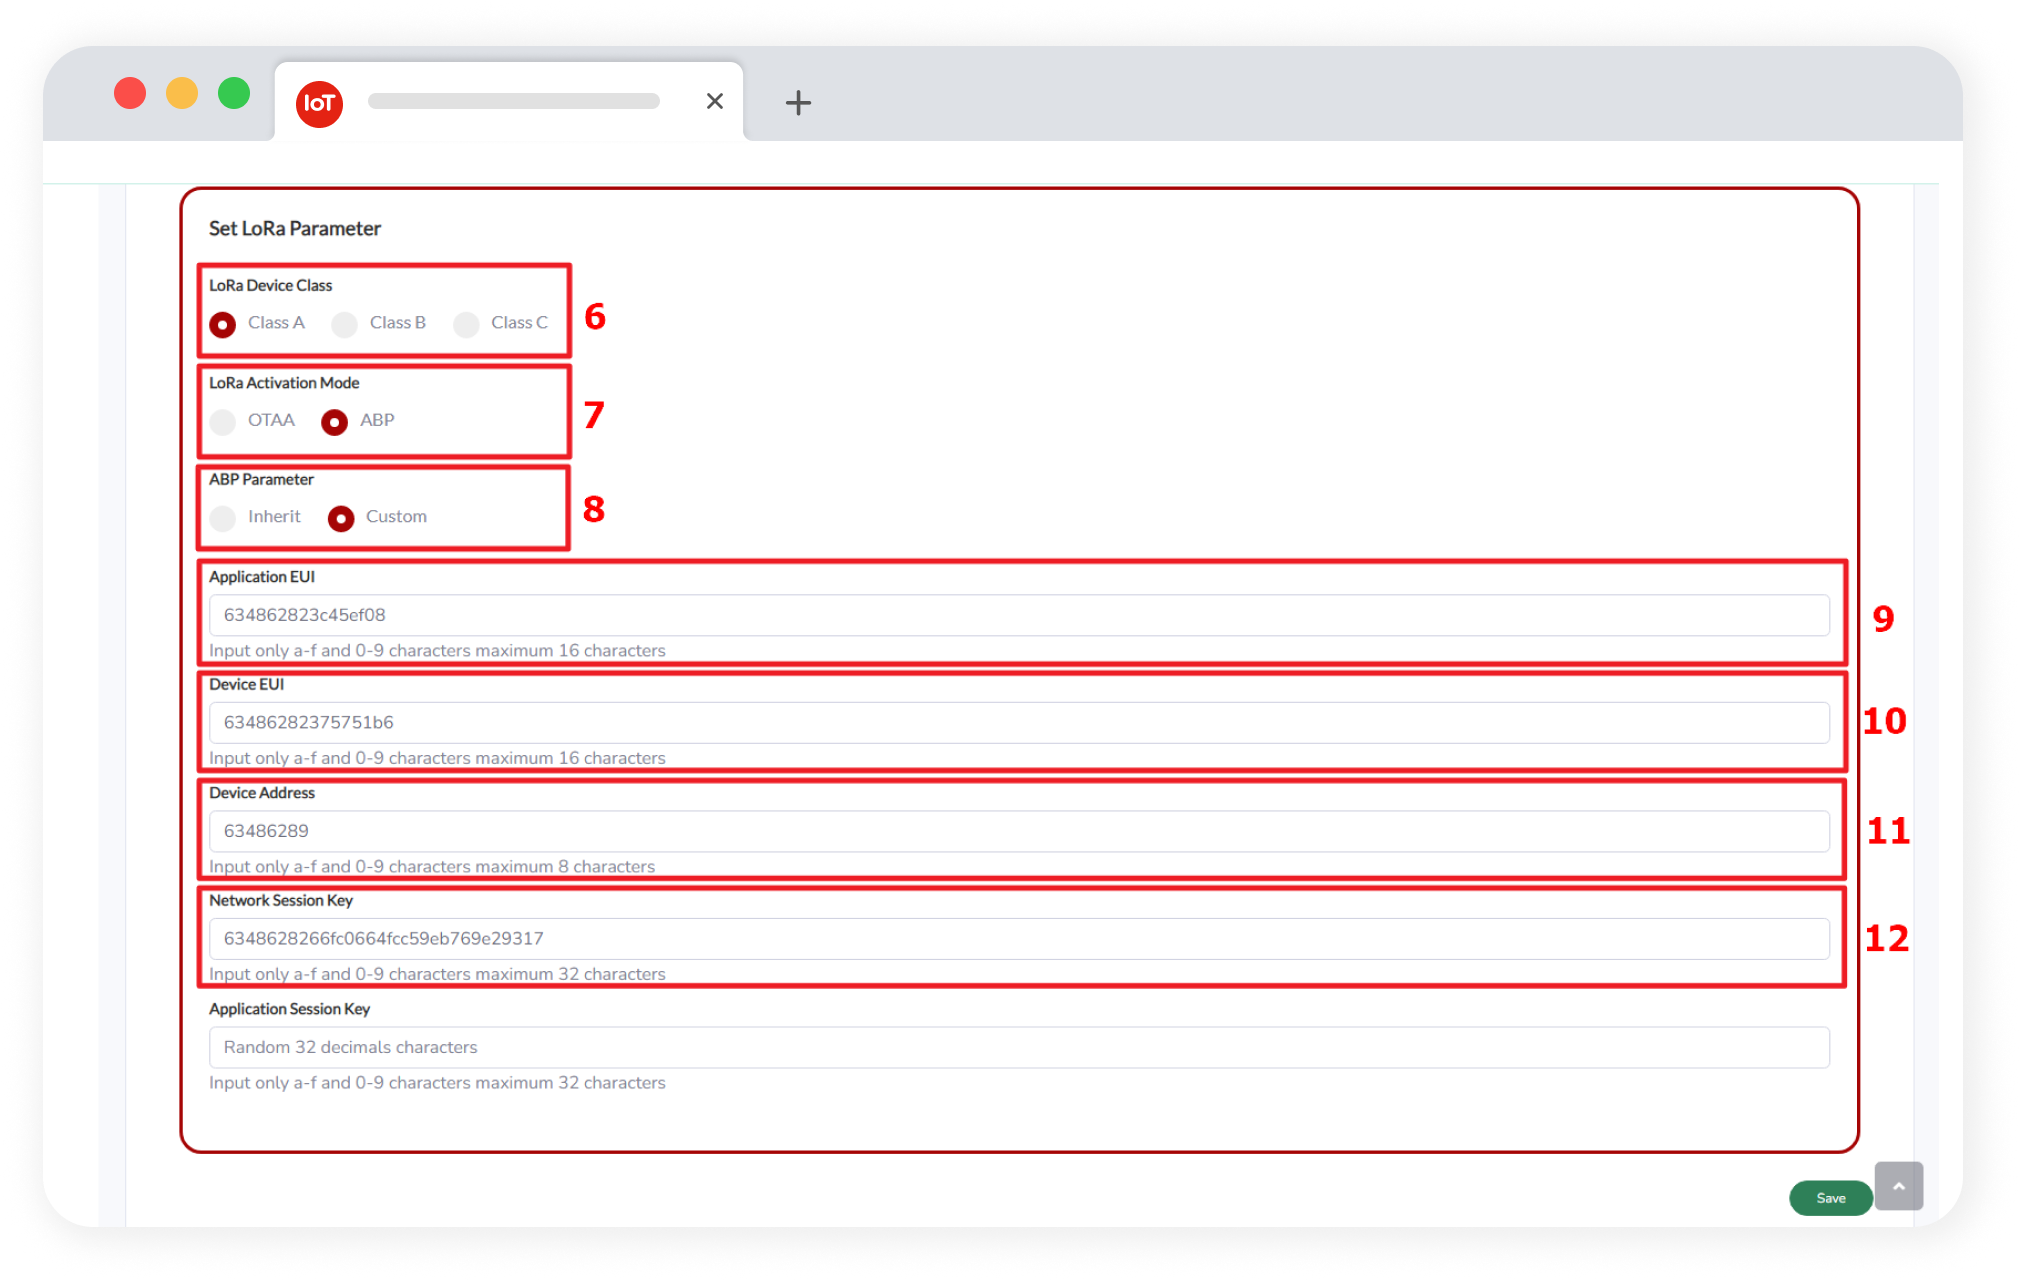 IoT
Set LoRa Parameter
LoRa Device Class
Class A Class B Class C
6
LoRa Activation Mode
OTAA ABP
7
ABP Parameter
Inherit Custom
8
Application EUI
634862823c45ef08
Input only a-f and 0-9 characters maximum 16 characters
9
Device EUI
63486282375751b6
Input only a-f and 0-9 characters maximum 16 characters
10
Device Address
63486289
Input only a-f and 0-9 characters maximum 8 characters
11
Network Session Key
6348628266fc0664fcc59eb769e29317
Input only a-f and 0-9 characters maximum 32 characters
12
Application Session Key
Random 32 decimals characters
Input only a-f and 0-9 characters maximum 32 characters
Save